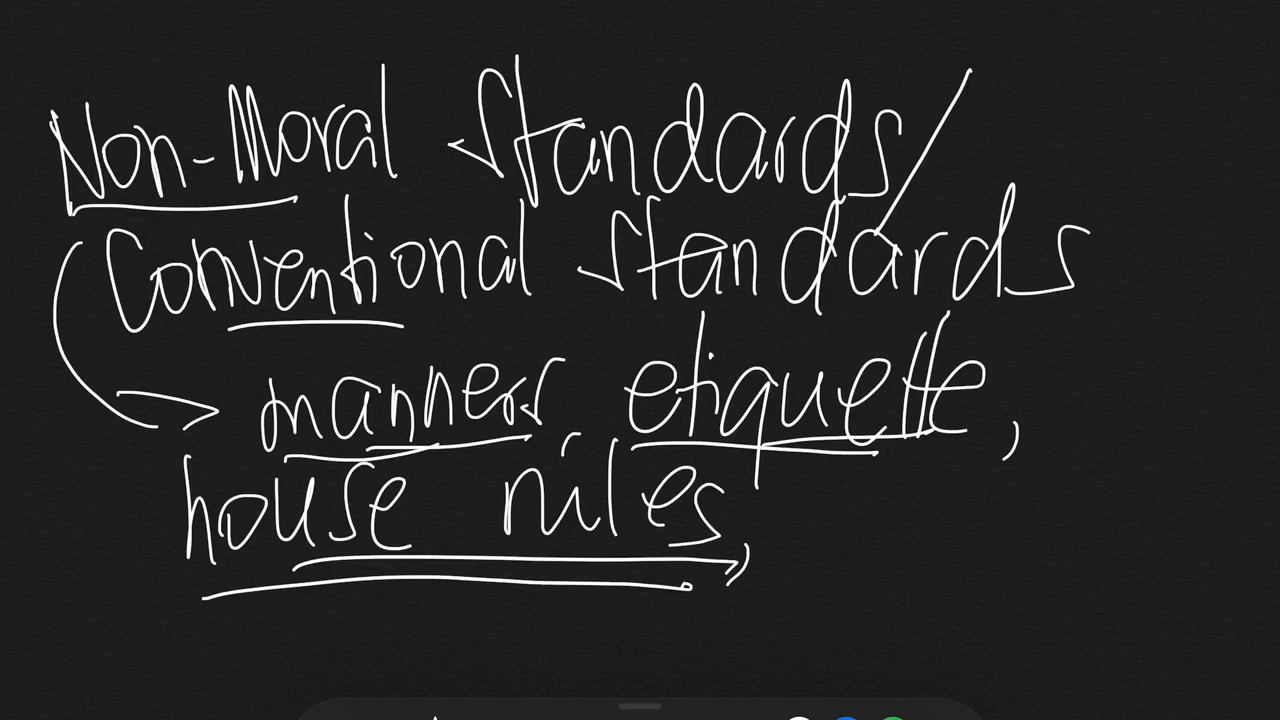 Non-Moral Standards/
Conventional Standards
manners etiquette,
house rules,